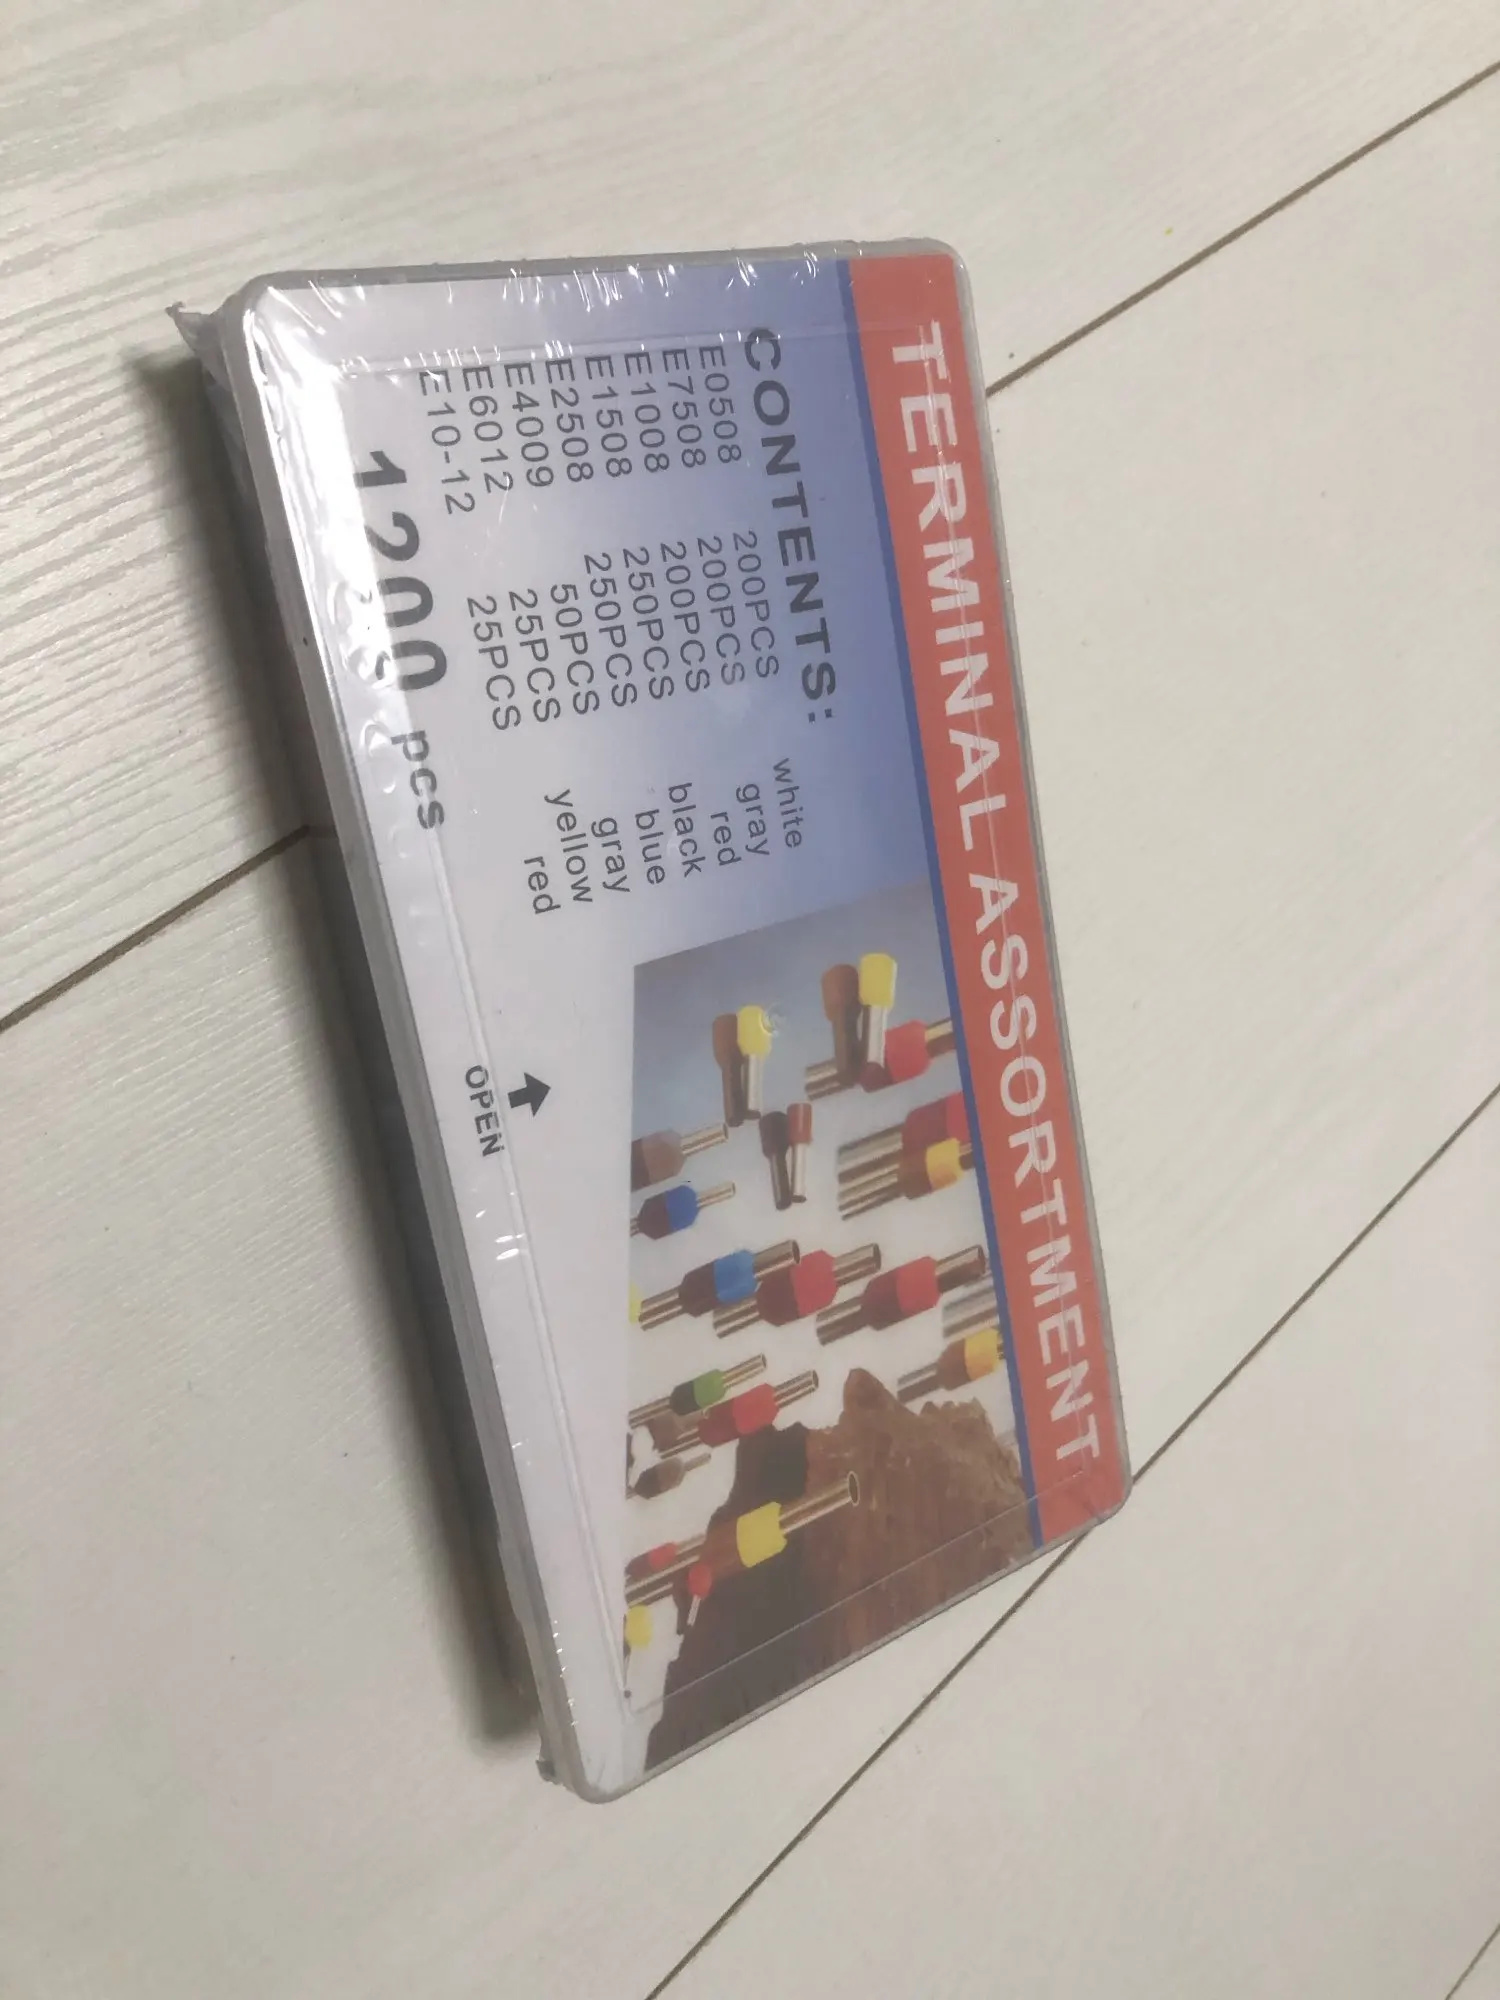 TERMINAL ASSORTMENT
CONTENTS:
E0508 200PCS white
E7508 200PCS gray
E1008 200PCS red
E1508 250PCS black
E2508 250PCS blue
E4009 50PCS gray
E6012 25PCS yellow
E10-12 25PCS red
1200 pcs
OPEN